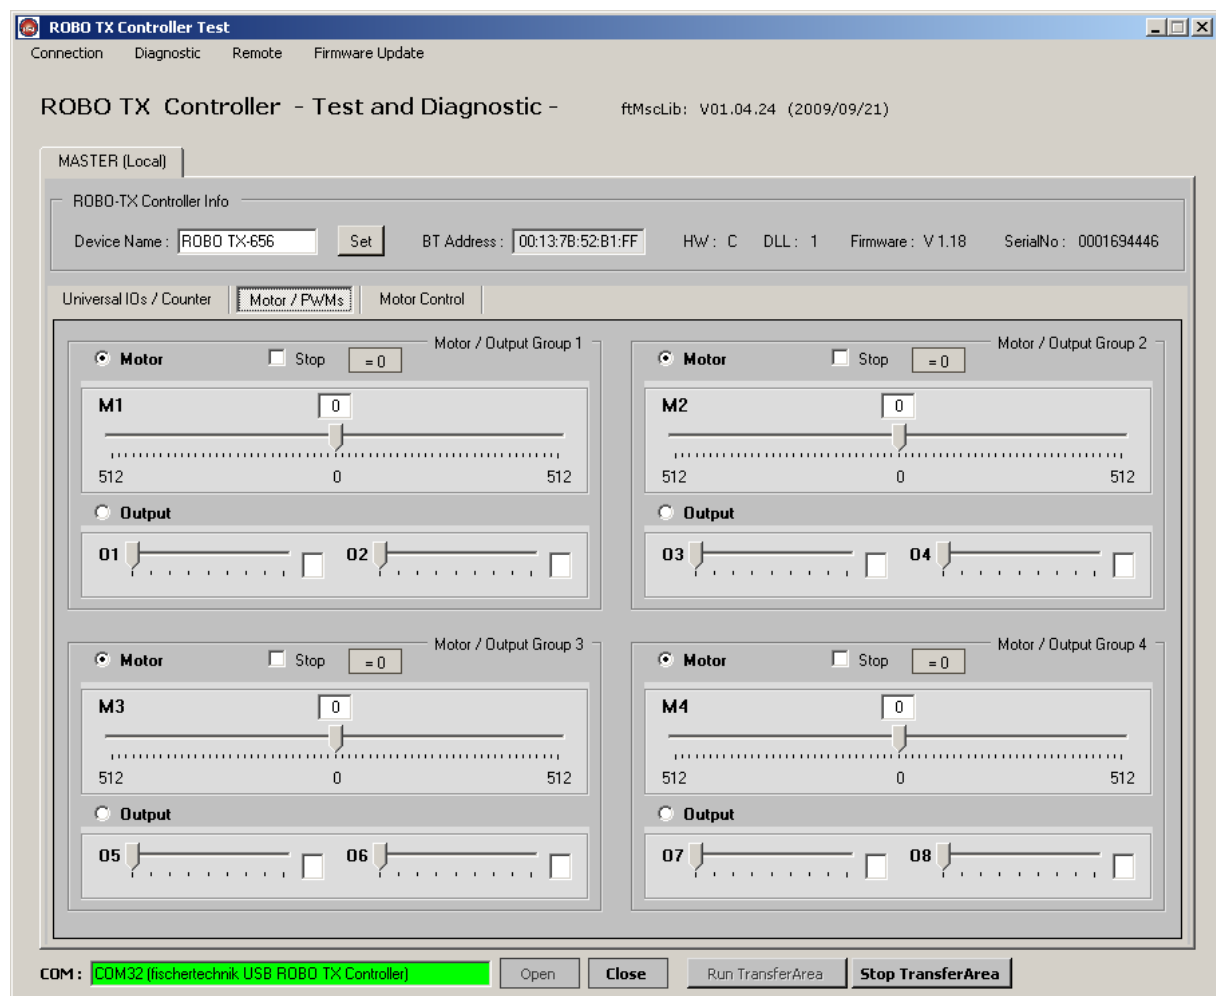 ROBO TX Controller Test
Connection Diagnostic Remote Firmware Update
ROBO TX Controller - Test and Diagnostic - ftMscLib: V01.04.24 (2009/09/21)
MASTER (Local)
ROBO-TX Controller Info
Device Name : ROBO TX-656 Set BT Address : 00:13:7B:52:B1:FF HW : C DLL : 1 Firmware : V 1.18 SerialNo : 0001694446
Universal IOs / Counter Motor / PWMs Motor Control
Motor / Output Group 1
Motor Stop = 0
M1 0
512 0 512
Output
O1 O2
Motor / Output Group 2
Motor Stop = 0
M2 0
512 0 512
Output
O3 O4
Motor / Output Group 3
Motor Stop = 0
M3 0
512 0 512
Output
O5 O6
Motor / Output Group 4
Motor Stop = 0
M4 0
512 0 512
Output
O7 O8
COM : COM32 (fischertechnik USB ROBO TX Controller) Open Close Run TransferArea Stop TransferArea